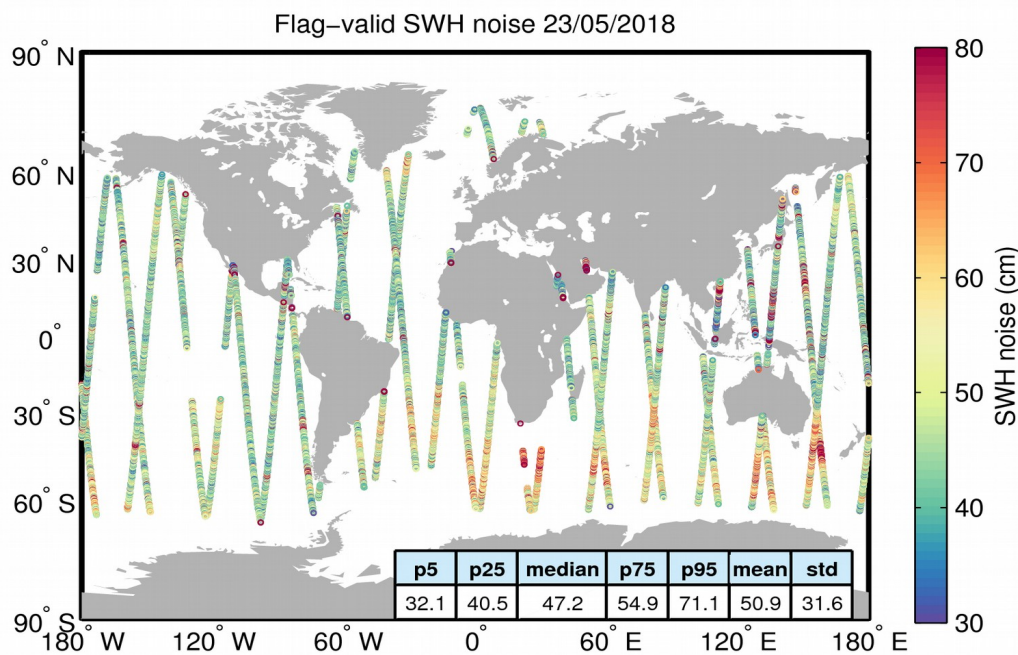 Flag−valid SWH noise 23/05/2018
90° N
60° N
30° N
0°
30° S
60° S
90° S
180° W
120° W
60° W
0°
60° E
120° E
180° E
80
70
60
50
40
30
SWH noise (cm)
p5 p25 median p75 p95 mean std
32.1 40.5 47.2 54.9 71.1 50.9 31.6